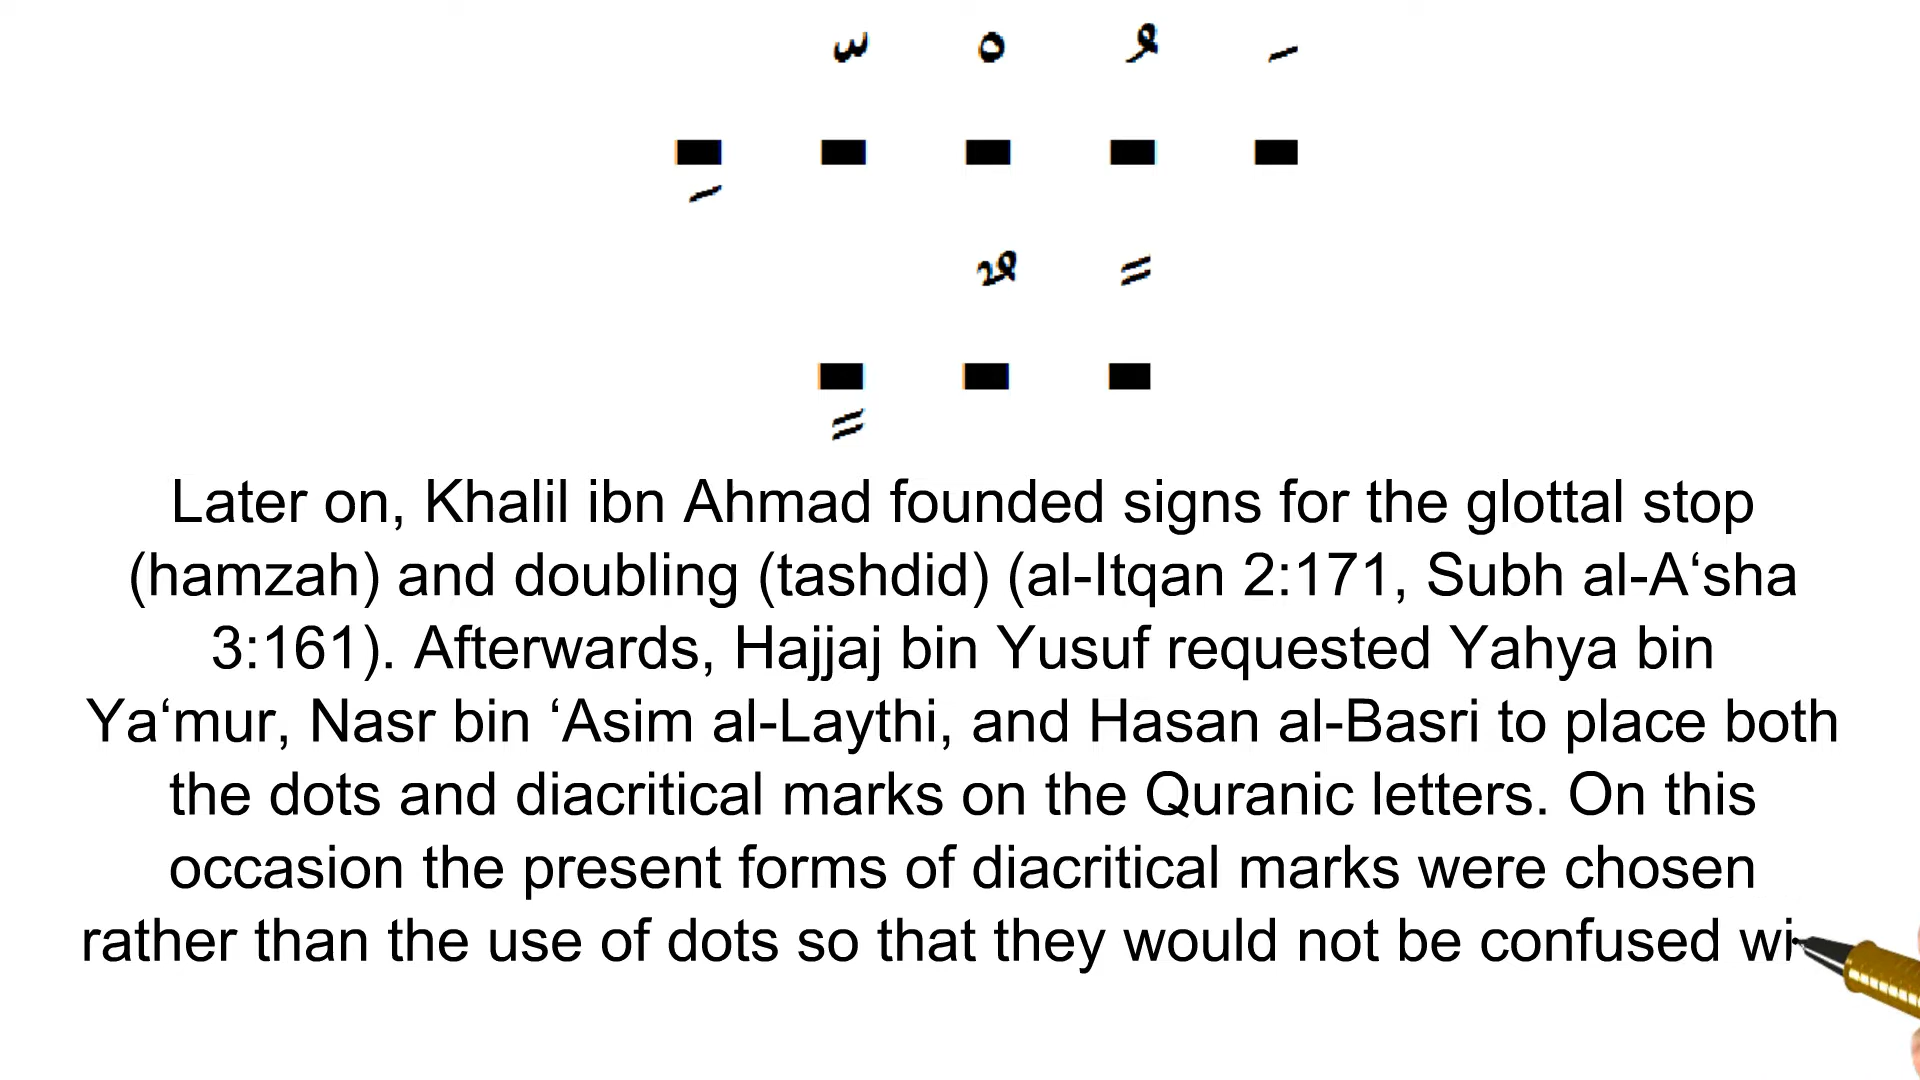 Later on, Khalil ibn Ahmad founded signs for the glottal stop
(hamzah) and doubling (tashdid) (al-Itqan 2:171, Subh al-A‘sha
3:161). Afterwards, Hajjaj bin Yusuf requested Yahya bin
Ya‘mur, Nasr bin ‘Asim al-Laythi, and Hasan al-Basri to place both
the dots and diacritical marks on the Quranic letters. On this
occasion the present forms of diacritical marks were chosen
rather than the use of dots so that they would not be confused wi